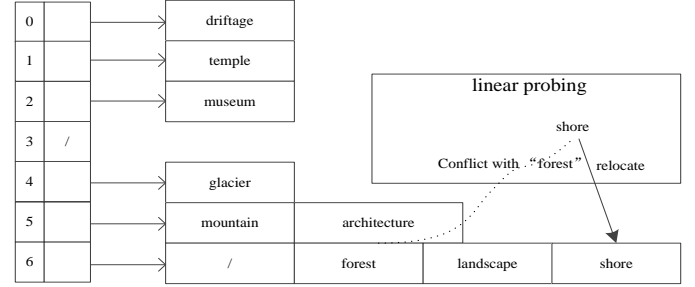 0 driftage
1 temple
2 museum
3 /
4 glacier
5 mountain architecture
6 / forest landscape shore
linear probing
shore
Conflict with “forest” relocate